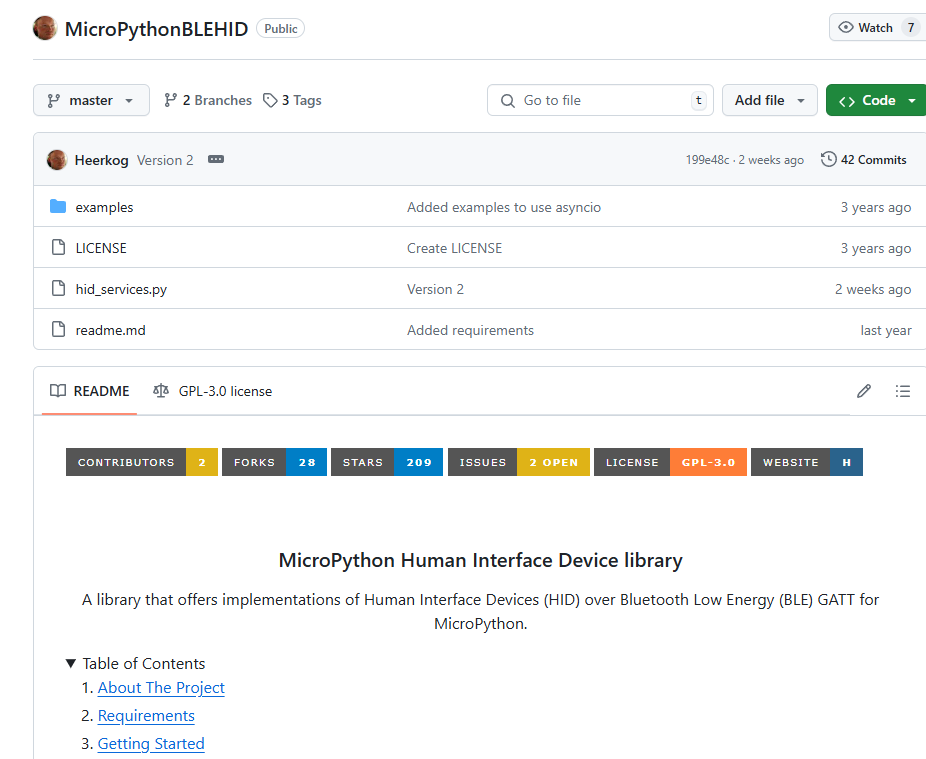 MicroPythonBLEHID Public Watch 7
master 2 Branches 3 Tags Go to file t Add file Code
Heerkog Version 2 199e48c · 2 weeks ago 42 Commits
examples Added examples to use asyncio 3 years ago
LICENSE Create LICENSE 3 years ago
hid_services.py Version 2 2 weeks ago
readme.md Added requirements last year
README GPL-3.0 license
CONTRIBUTORS 2 FORKS 28 STARS 209 ISSUES 2 OPEN LICENSE GPL-3.0 WEBSITE H
MicroPython Human Interface Device library
A library that offers implementations of Human Interface Devices (HID) over Bluetooth Low Energy (BLE) GATT for
MicroPython.
Table of Contents
1. About The Project
2. Requirements
3. Getting Started